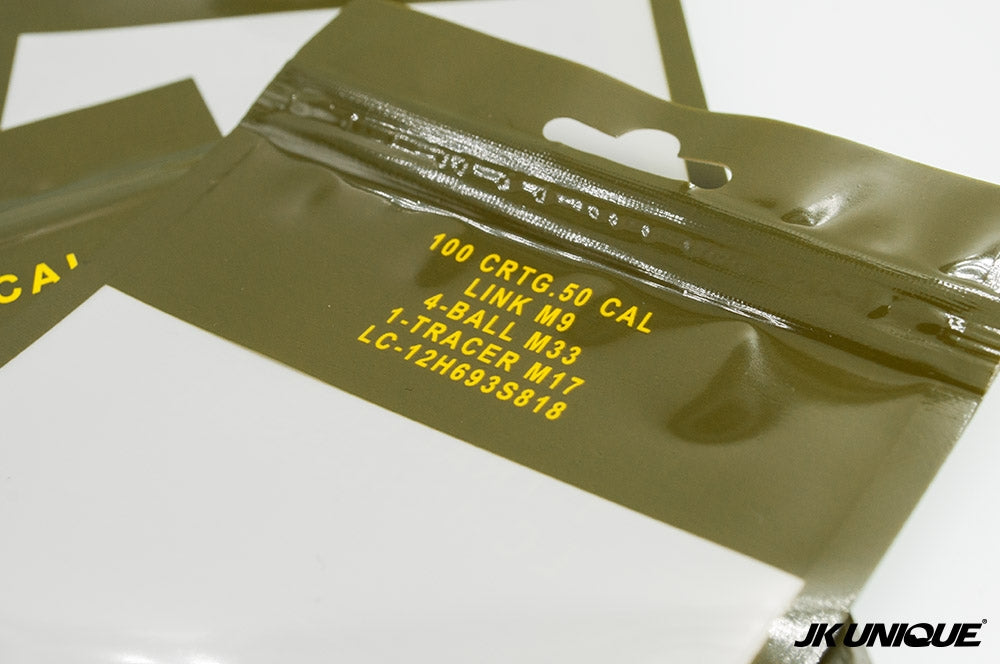 100 CRTG.50 CAL
LINK M9
4-BALL M33
1-TRACER M17
LC-12H693S818
CAL
JK UNIQUE®